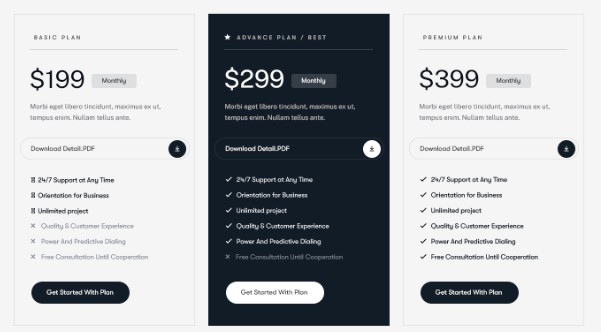 BASIC PLAN
$199 Monthly
Morbi eget libero tincidunt, maximus ex ut,
tempus enim. Nullam tellus ante.
Download Detail.PDF
24/7 Support at Any Time
Orientation for Business
Unlimited project
Quality & Customer Experience
Power And Predictive Dialing
Free Consultation Until Cooperation
Get Started With Plan
ADVANCE PLAN / BEST
$299 Monthly
Morbi eget libero tincidunt, maximus ex ut,
tempus enim. Nullam tellus ante.
Download Detail.PDF
24/7 Support at Any Time
Orientation for Business
Unlimited project
Quality & Customer Experience
Power And Predictive Dialing
Free Consultation Until Cooperation
Get Started With Plan
PREMIUM PLAN
$399 Monthly
Morbi eget libero tincidunt, maximus ex ut,
tempus enim. Nullam tellus ante.
Download Detail.PDF
24/7 Support at Any Time
Orientation for Business
Unlimited project
Quality & Customer Experience
Power And Predictive Dialing
Free Consultation Until Cooperation
Get Started With Plan